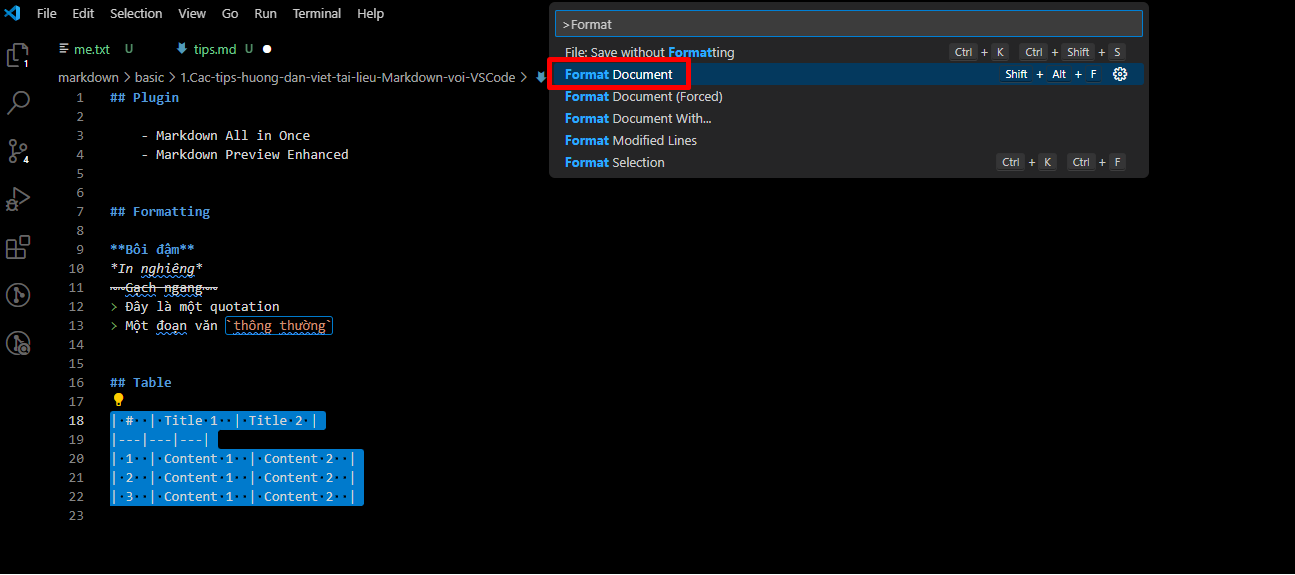 File Edit Selection View Go Run Terminal Help
me.txt U tips.md U
markdown > basic > 1.Cac-tips-huong-dan-viet-tai-lieu-Markdown-voi-VSCode >
>Format
File: Save without Formatting Ctrl + K Ctrl + Shift + S
Format Document Shift + Alt + F
Format Document (Forced)
Format Document With...
Format Modified Lines
Format Selection Ctrl + K Ctrl + F
1 ## Plugin
2
3 - Markdown All in Once
4 - Markdown Preview Enhanced
5
6
7 ## Formatting
8
9 **Bôi đậm**
10 *In nghiêng*
11 ~~Gạch ngang~~
12 > Đây là một quotation
13 > Một đoạn văn `thông thường`
14
15
16 ## Table
17
18 | # | Title 1 | Title 2 |
19 |---|---|---|
20 | 1 | Content 1 | Content 2 |
21 | 2 | Content 1 | Content 2 |
22 | 3 | Content 1 | Content 2 |
23
1
4